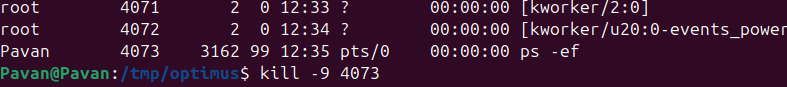 root 4071 2 0 12:33 ? 00:00:00 [kworker/2:0]
root 4072 2 0 12:34 ? 00:00:00 [kworker/u20:0-events_power
Pavan 4073 3162 99 12:35 pts/0 00:00:00 ps -ef
Pavan@Pavan:/tmp/optimus$ kill -9 4073